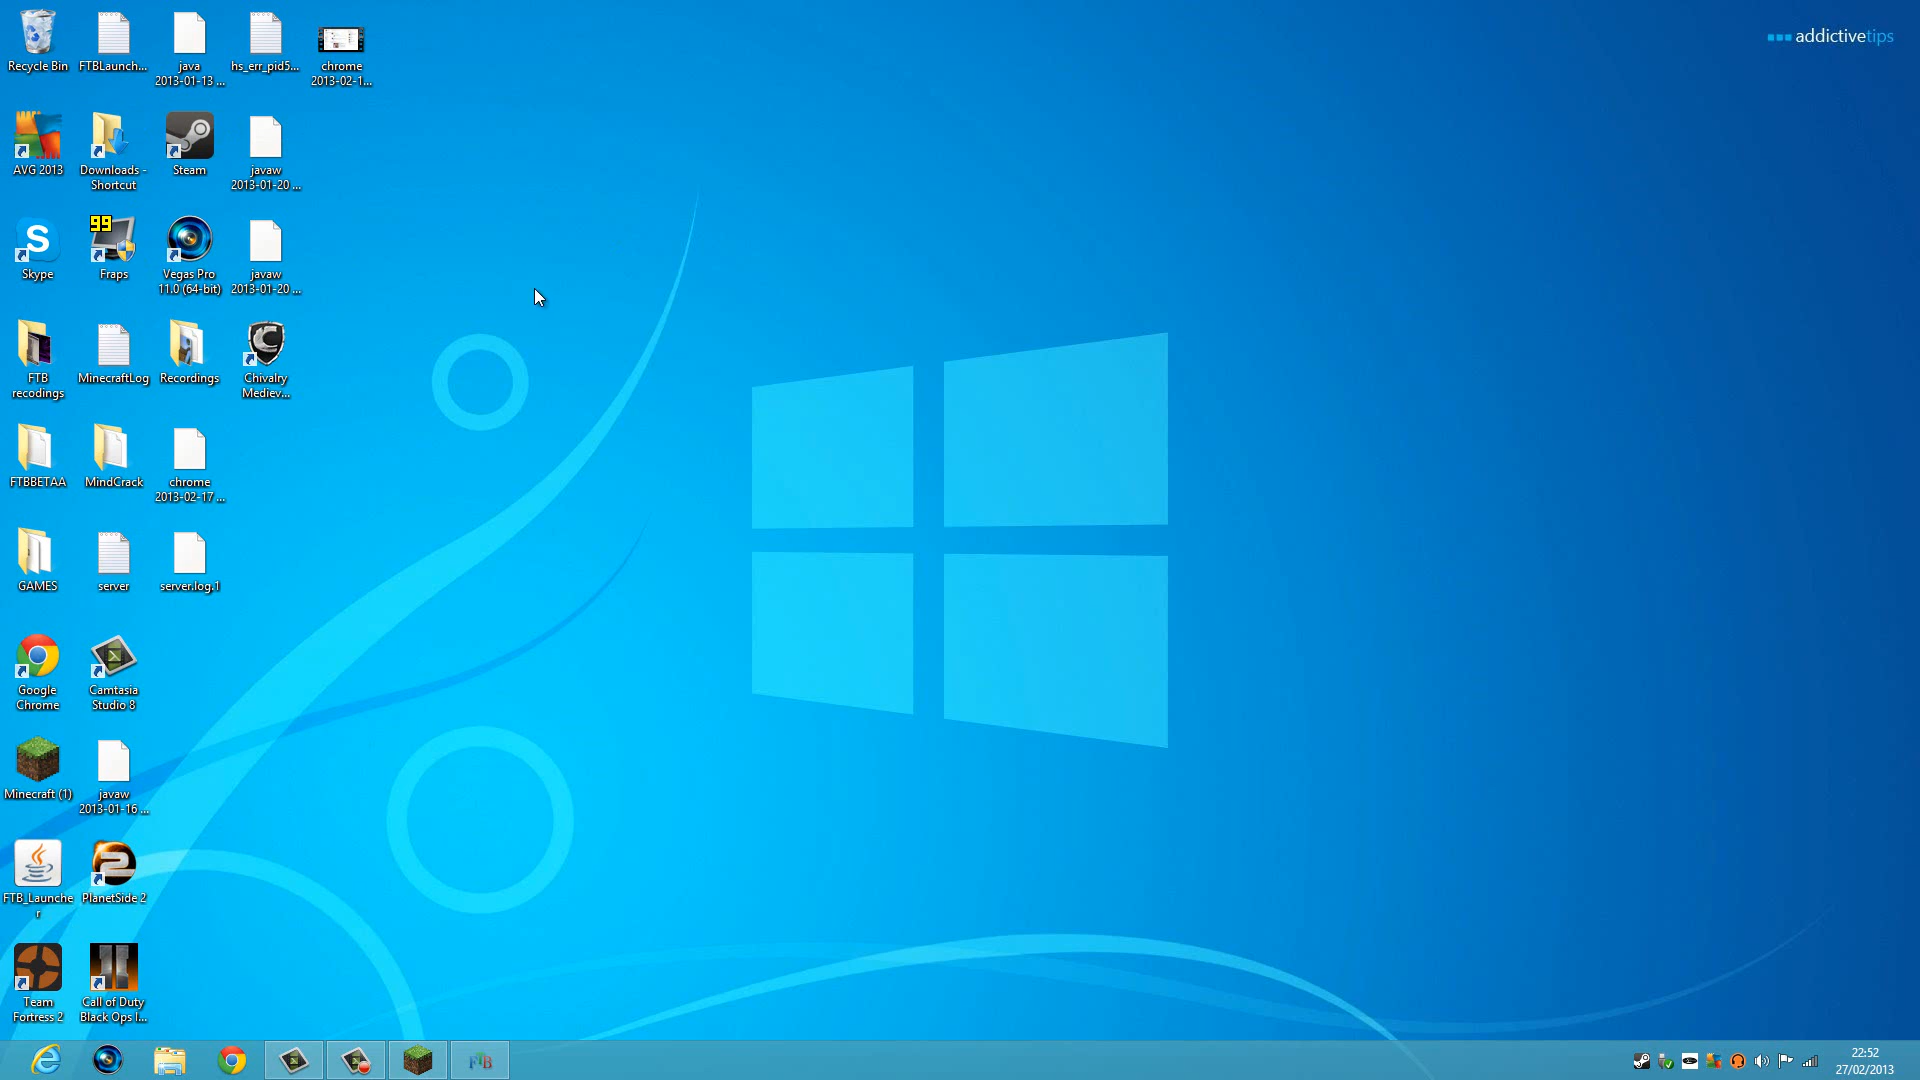 addictivetips
Recycle Bin
FTBLaunch...
java
2013-01-13 ...
hs_err_pid5...
chrome
2013-02-1...
AVG 2013
Downloads -
Shortcut
Steam
javaw
2013-01-20 ...
Skype
99
Fraps
Vegas Pro
11.0 (64-bit)
javaw
2013-01-20 ...
FTB
recodings
MinecraftLog
Recordings
Chivalry
Mediev...
FTBBETAA
MindCrack
chrome
2013-02-17 ...
GAMES
server
server.log.1
Google
Chrome
Camtasia
Studio 8
Minecraft (1)
javaw
2013-01-16 ...
FTB_Launche
r
PlanetSide 2
Team
Fortress 2
Call of Duty
Black Ops I...
FTB
22:52
27/02/2013